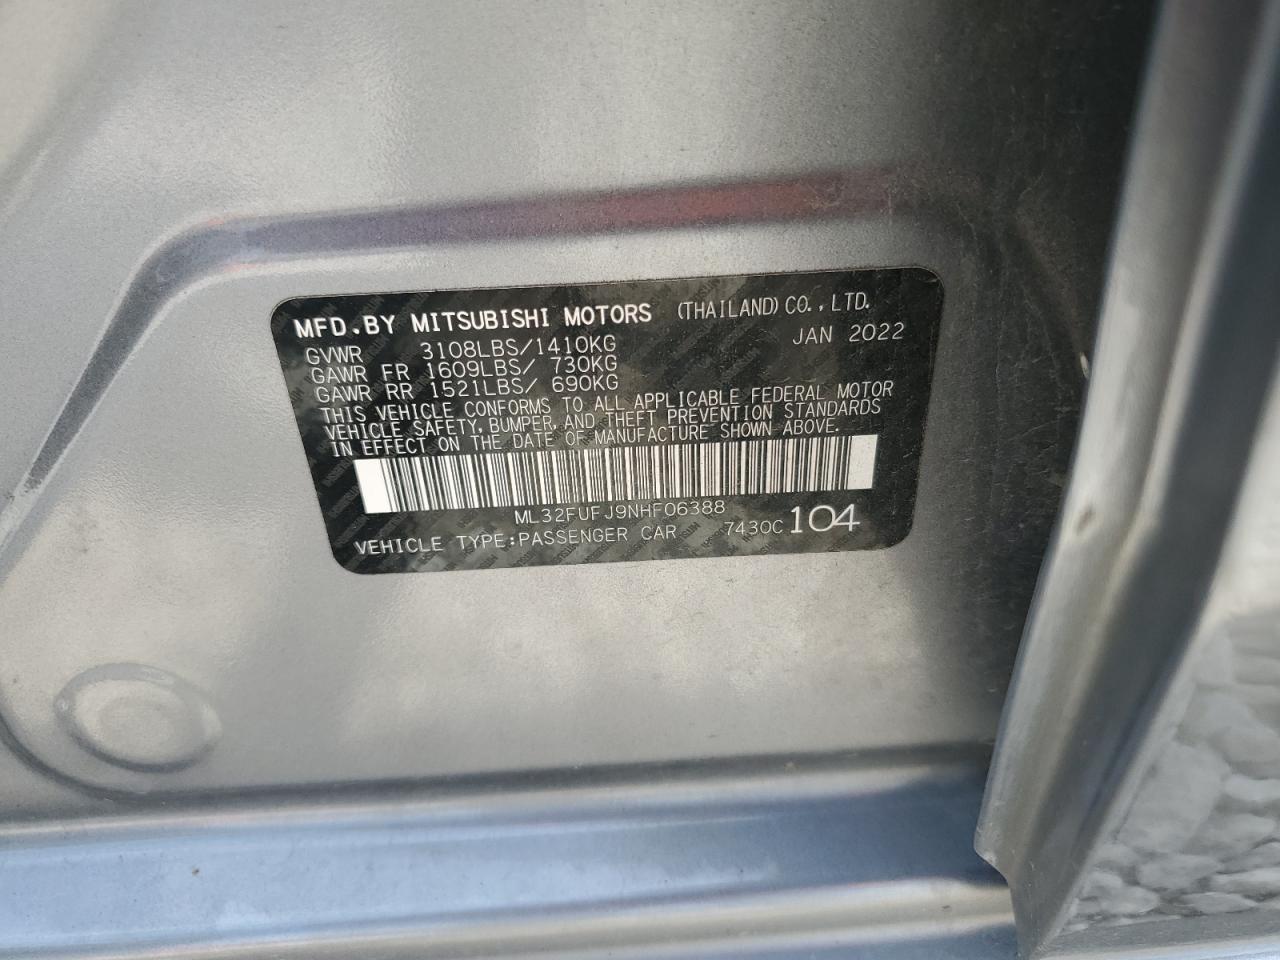 MFD.BY MITSUBISHI MOTORS (THAILAND) CO., LTD.
JAN 2022
GVWR 3108LBS/1410KG
GAWR FR 1609LBS/ 730KG
GAWR RR 1521LBS/ 690KG
THIS VEHICLE CONFORMS TO ALL APPLICABLE FEDERAL MOTOR
VEHICLE SAFETY, BUMPER, AND THEFT PREVENTION STANDARDS
IN EFFECT ON THE DATE OF MANUFACTURE SHOWN ABOVE.
ML32FUFJ9NHF06388
VEHICLE TYPE:PASSENGER CAR 7430C 104